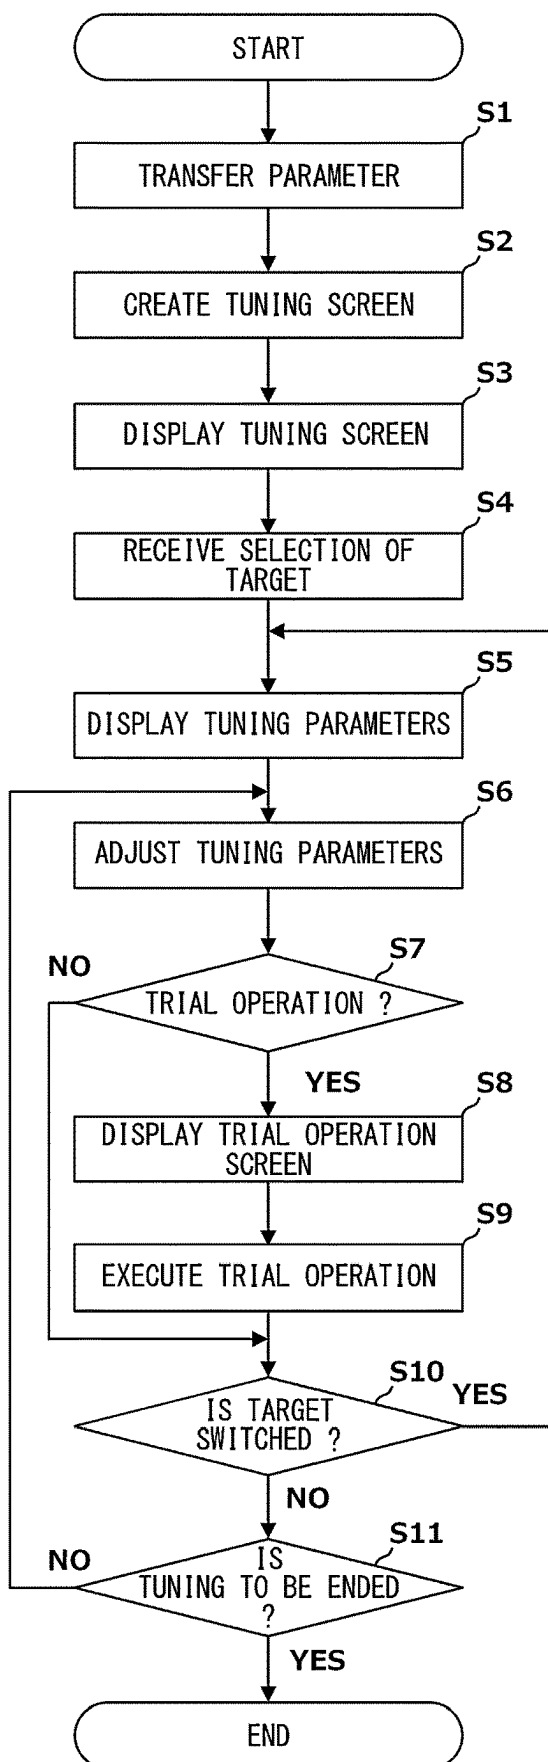 START
S1
TRANSFER PARAMETER
S2
CREATE TUNING SCREEN
S3
DISPLAY TUNING SCREEN
S4
RECEIVE SELECTION OF
TARGET
S5
DISPLAY TUNING PARAMETERS
S6
ADJUST TUNING PARAMETERS
S7
NO
TRIAL OPERATION ?
YES
S8
DISPLAY TRIAL OPERATION
SCREEN
S9
EXECUTE TRIAL OPERATION
S10
YES
IS TARGET
SWITCHED ?
NO
S11
NO
IS
TUNING TO BE ENDED
?
YES
END